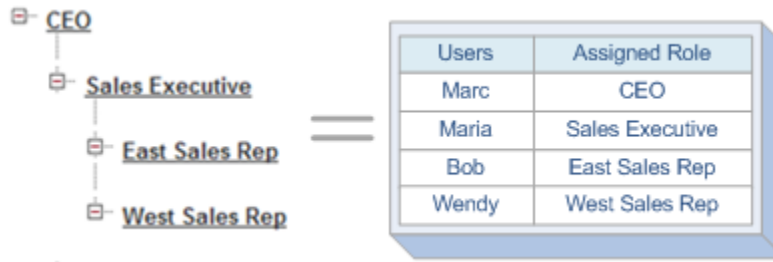 CEO
Sales Executive
East Sales Rep
West Sales Rep
Users Assigned Role
Marc CEO
Maria Sales Executive
Bob East Sales Rep
Wendy West Sales Rep